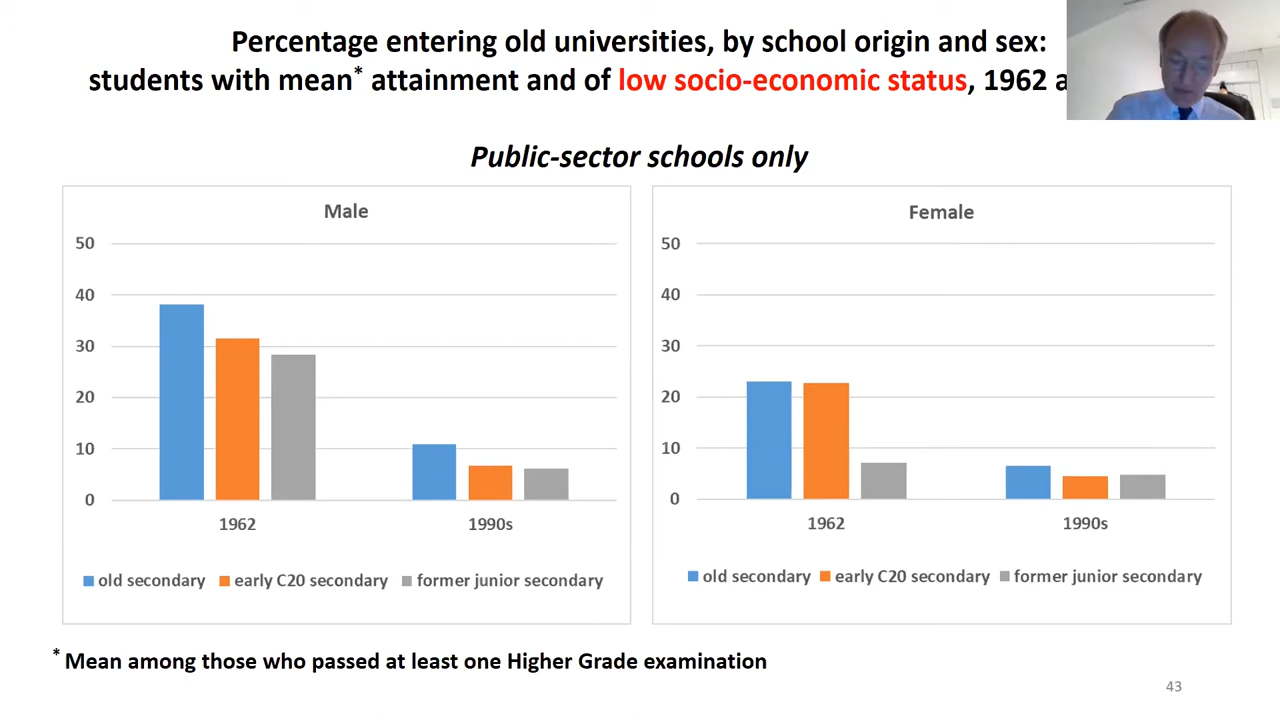 Percentage entering old universities, by school origin and sex:
students with mean* attainment and of low socio-economic status, 1962
Public-sector schools only
Male
50
40
30
20
10
0
1962 1990s
old secondary early C20 secondary former junior secondary
Female
50
40
30
20
10
0
1962 1990s
old secondary early C20 secondary former junior secondary
* Mean among those who passed at least one Higher Grade examination
43